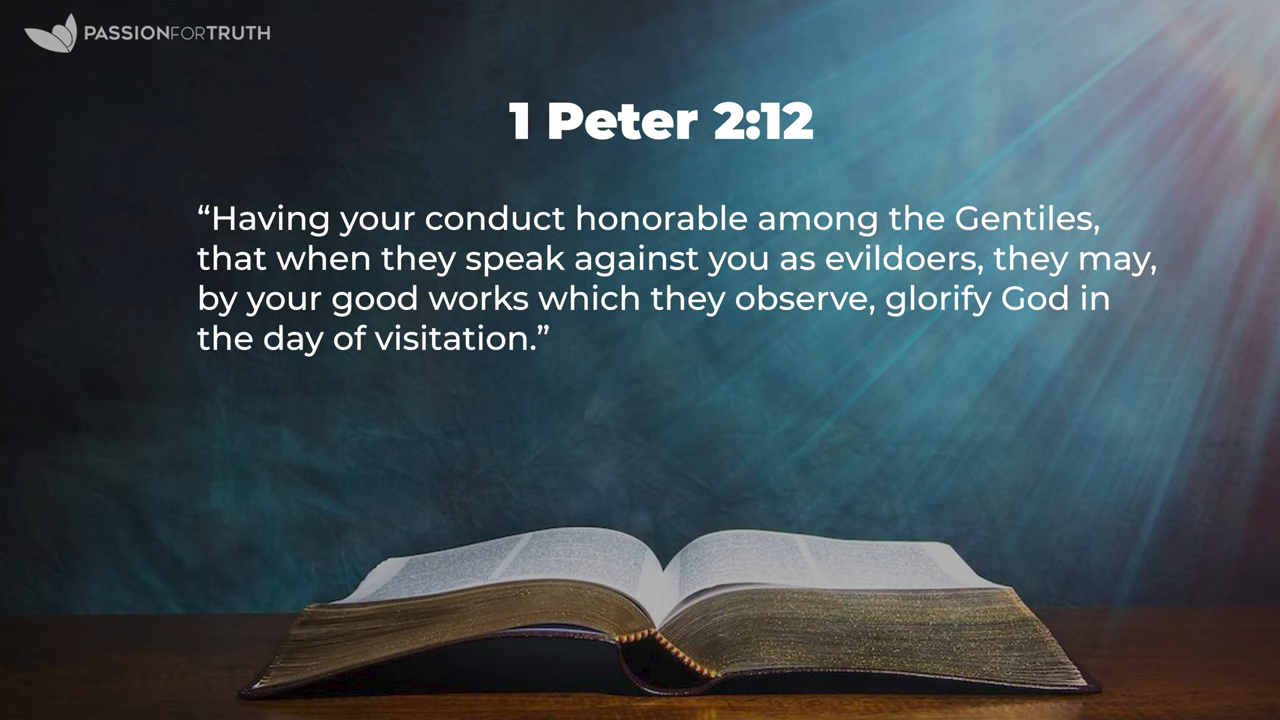 PASSIONFORTRUTH
1 Peter 2:12
“Having your conduct honorable among the Gentiles,
that when they speak against you as evildoers, they may,
by your good works which they observe, glorify God in
the day of visitation.”